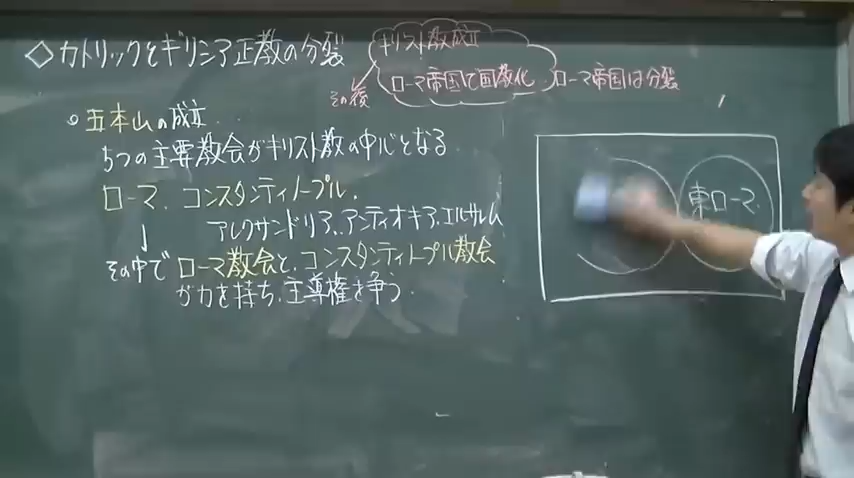 ◇カトリックとギリシア正教の分裂
キリスト教成立
ローマ帝国で国教化
その後
ローマ帝国は分裂
○五本山の成立
5つの主要教会がキリスト教の中心となる
ローマ、コンスタンティノープル、
アレクサンドリア、アンティオキア、エルサレム
↓
その中でローマ教会と、コンスタンティノープル教会
が力を持ち、主導権を争う
東ローマ